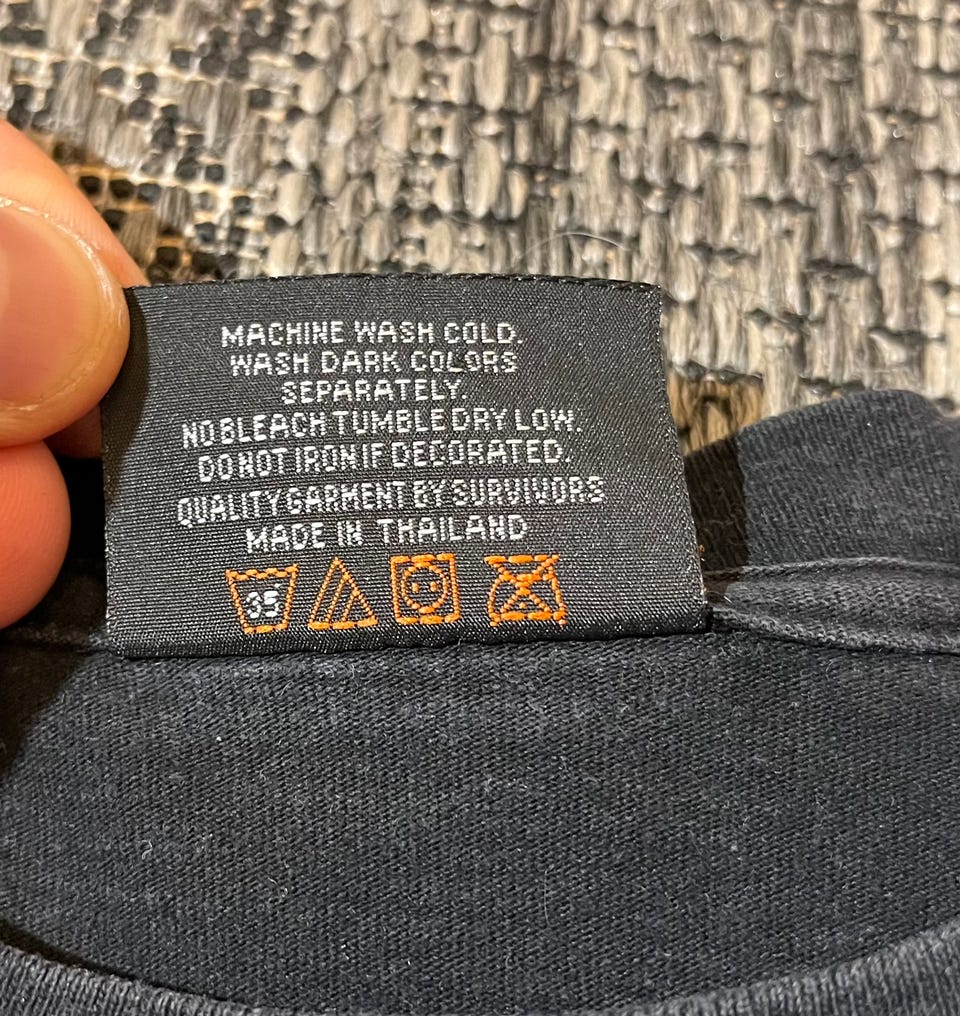 MACHINE WASH COLD.
WASH DARK COLORS
SEPARATELY.
NO BLEACH TUMBLE DRY LOW.
DO NOT IRON IF DECORATED.
QUALITY GARMENT BY SURVIVORS
MADE IN THAILAND
35